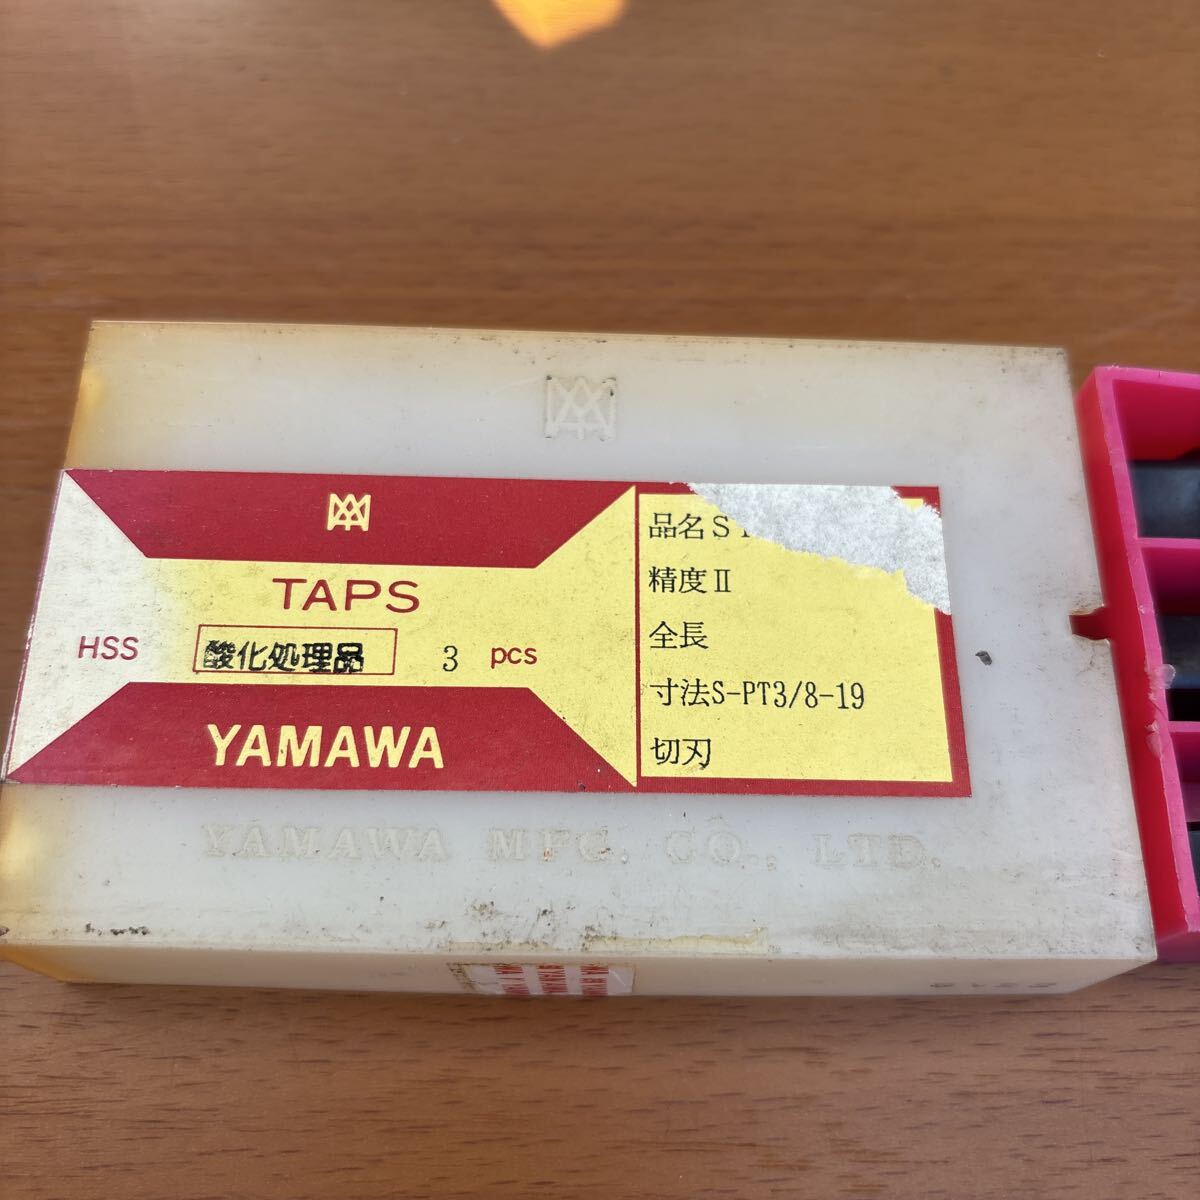 TAPS
HSS 酸化処理品 3 pcs
YAMAWA
品名S
精度Ⅱ
全長
寸法S-PT3/8-19
切刃
YAMAWA MFG. CO., LTD.